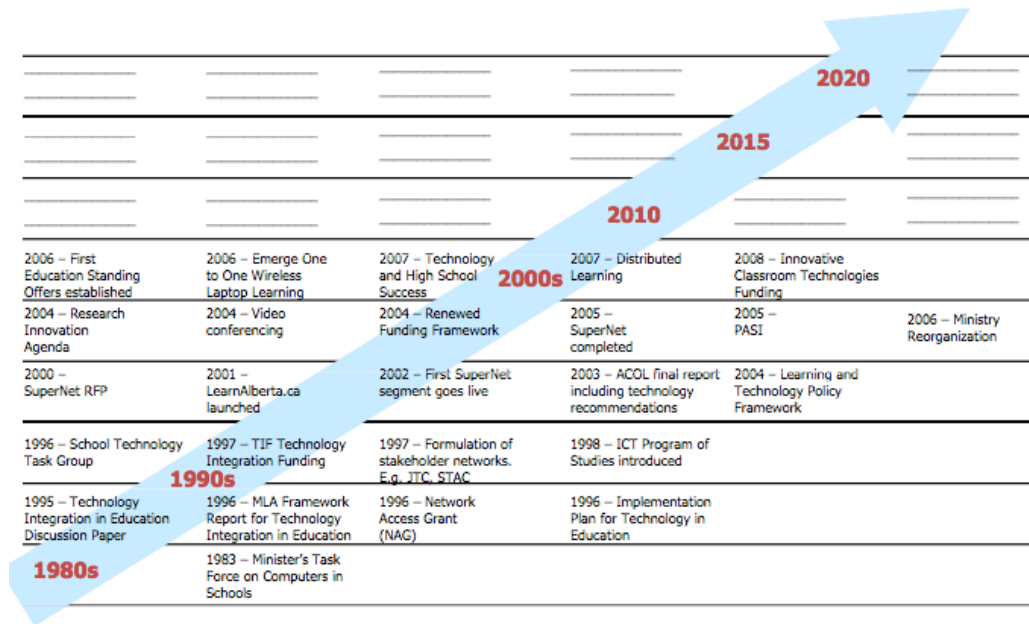 2020
2015
2010
2006 – First
Education Standing
Offers established
2006 – Emerge One
to One Wireless
Laptop Learning
2007 – Technology
and High School
Success
2000s
2007 – Distributed
Learning
2008 – Innovative
Classroom Technologies
Funding
2004 – Research
Innovation
Agenda
2004 – Video
conferencing
2004 – Renewed
Funding Framework
2005 –
SuperNet
completed
2005 –
PASI
2006 – Ministry
Reorganization
2000 –
SuperNet RFP
2001 –
LearnAlberta.ca
launched
2002 – First SuperNet
segment goes live
2003 – ACOL final report
including technology
recommendations
2004 – Learning and
Technology Policy
Framework
1996 – School Technology
Task Group
1997 – TIF Technology
Integration Funding
1997 – Formulation of
stakeholder networks.
E.g. JTC, STAC
1998 – ICT Program of
Studies introduced
1990s
1995 – Technology
Integration in Education
Discussion Paper
1996 – MLA Framework
Report for Technology
Integration in Education
1996 – Network
Access Grant
(NAG)
1996 – Implementation
Plan for Technology in
Education
1980s
1983 – Minister's Task
Force on Computers in
Schools